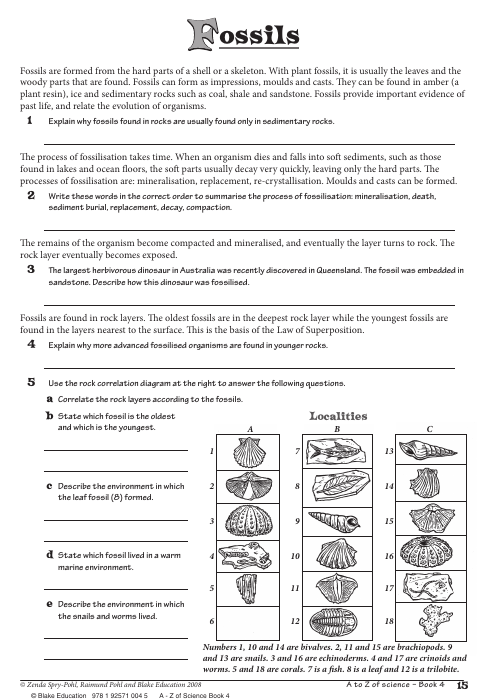 Fossils
Fossils are formed from the hard parts of a shell or a skeleton. With plant fossils, it is usually the leaves and the
woody parts that are found. Fossils can form as impressions, moulds and casts. They can be found in amber (a
plant resin), ice and sedimentary rocks such as coal, shale and sandstone. Fossils provide important evidence of
past life, and relate the evolution of organisms.
1 Explain why fossils found in rocks are usually found only in sedimentary rocks.
The process of fossilisation takes time. When an organism dies and falls into soft sediments, such as those
found in lakes and ocean floors, the soft parts usually decay very quickly, leaving only the hard parts. The
processes of fossilisation are: mineralisation, replacement, re-crystallisation. Moulds and casts can be formed.
2 Write these words in the correct order to summarise the process of fossilisation: mineralisation, death,
sediment burial, replacement, decay, compaction.
The remains of the organism become compacted and mineralised, and eventually the layer turns to rock. The
rock layer eventually becomes exposed.
3 The largest herbivorous dinosaur in Australia was recently discovered in Queensland. The fossil was embedded in
sandstone. Describe how this dinosaur was fossilised.
Fossils are found in rock layers. The oldest fossils are in the deepest rock layer while the youngest fossils are
found in the layers nearest to the surface. This is the basis of the Law of Superposition.
4 Explain why more advanced fossilised organisms are found in younger rocks.
5 Use the rock correlation diagram at the right to answer the following questions.
a Correlate the rock layers according to the fossils.
b State which fossil is the oldest
and which is the youngest.
c Describe the environment in which
the leaf fossil (8) formed.
d State which fossil lived in a warm
marine environment.
e Describe the environment in which
the snails and worms lived.
Localities
A B C
1 7 13
2 8 14
3 9 15
4 10 16
5 11 17
6 12 18
Numbers 1, 10 and 14 are bivalves. 2, 11 and 15 are brachiopods. 9
and 13 are snails. 3 and 16 are echinoderms. 4 and 17 are crinoids and
worms. 5 and 18 are corals. 7 is a fish. 8 is a leaf and 12 is a trilobite.
© Zenda Spry-Pohl, Raimund Pohl and Blake Education 2008 A to Z of science – Book 4 15
© Blake Education 978 1 92571 004 5 A - Z of Science Book 4